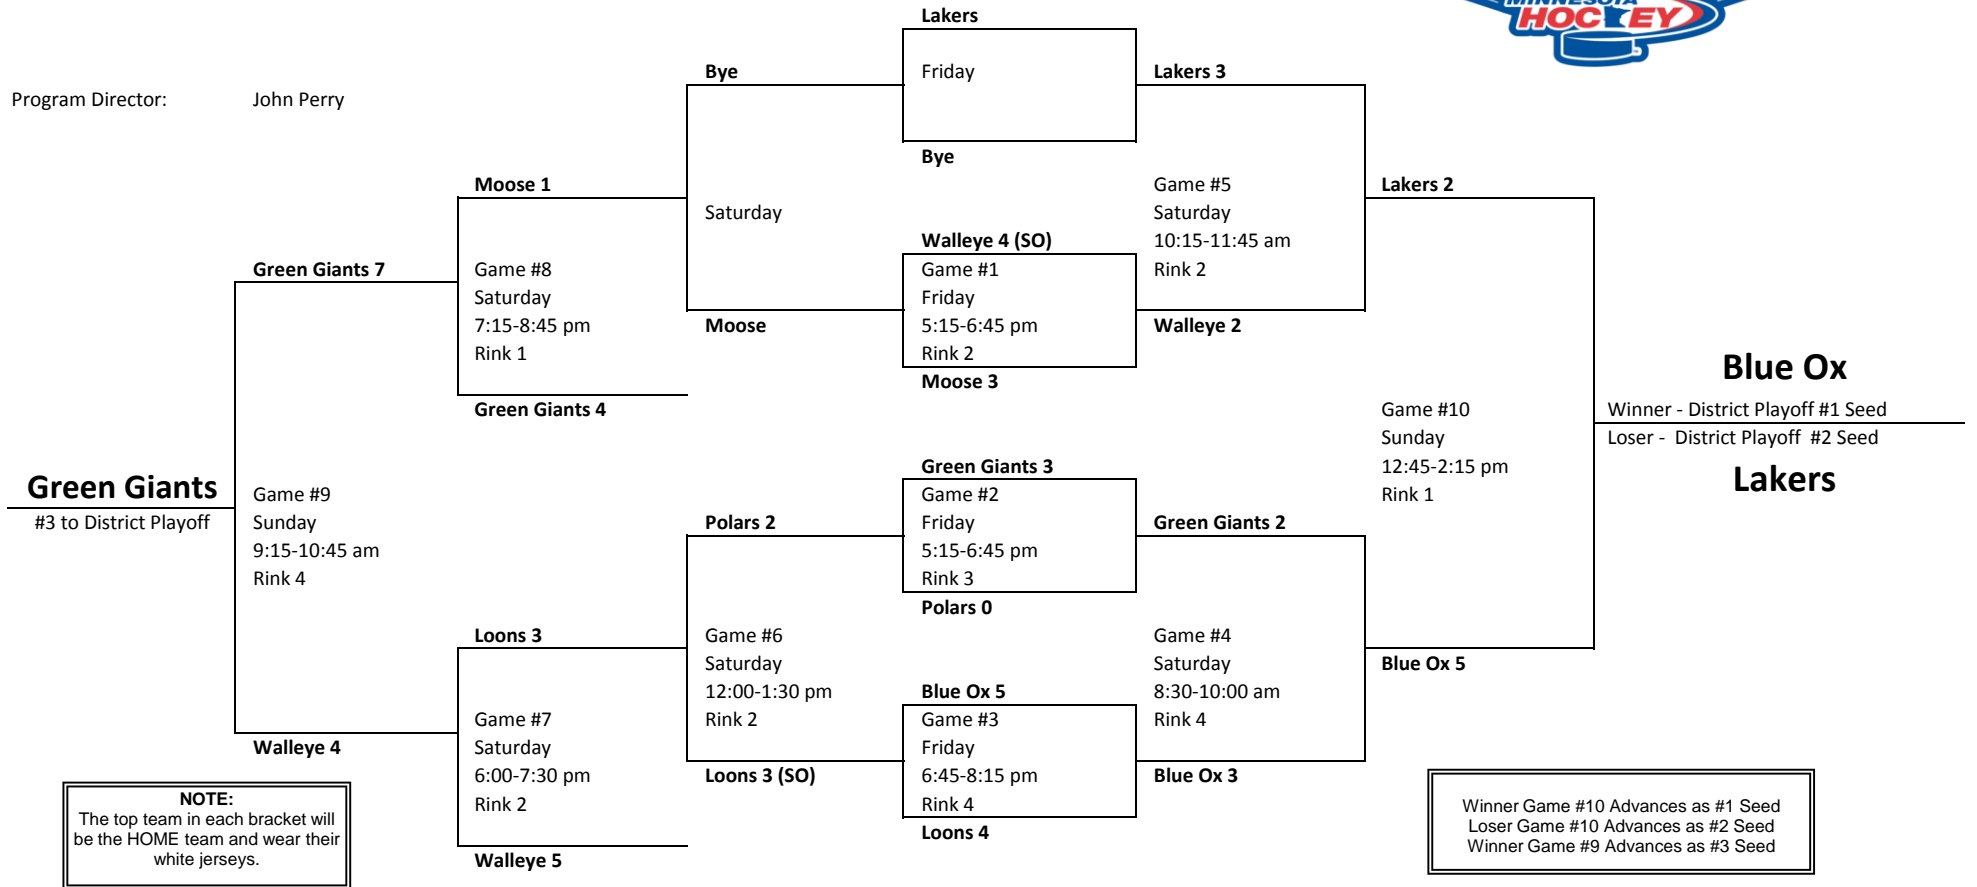 MINNESOTA
HOCKEY
Program Director: John Perry
Lakers
Friday
Bye
Bye
Saturday
Moose
Lakers 3
Game #5
Saturday
10:15-11:45 am
Rink 2
Walleye 2
Moose 1
Game #8
Saturday
7:15-8:45 pm
Rink 1
Green Giants 4
Walleye 4 (SO)
Game #1
Friday
5:15-6:45 pm
Rink 2
Moose 3
Lakers 2
Game #10
Sunday
12:45-2:15 pm
Rink 1
Blue Ox 5
Blue Ox
Winner - District Playoff #1 Seed
Loser - District Playoff #2 Seed
Lakers
Green Giants 7
Game #9
Sunday
9:15-10:45 am
Rink 4
Walleye 4
Green Giants
#3 to District Playoff
Green Giants 3
Game #2
Friday
5:15-6:45 pm
Rink 3
Polars 0
Polars 2
Game #6
Saturday
12:00-1:30 pm
Rink 2
Loons 3 (SO)
Green Giants 2
Game #4
Saturday
8:30-10:00 am
Rink 4
Blue Ox 3
Loons 3
Game #7
Saturday
6:00-7:30 pm
Rink 2
Walleye 5
Blue Ox 5
Game #3
Friday
6:45-8:15 pm
Rink 4
Loons 4
NOTE:
The top team in each bracket will
be the HOME team and wear their
white jerseys.
Winner Game #10 Advances as #1 Seed
Loser Game #10 Advances as #2 Seed
Winner Game #9 Advances as #3 Seed